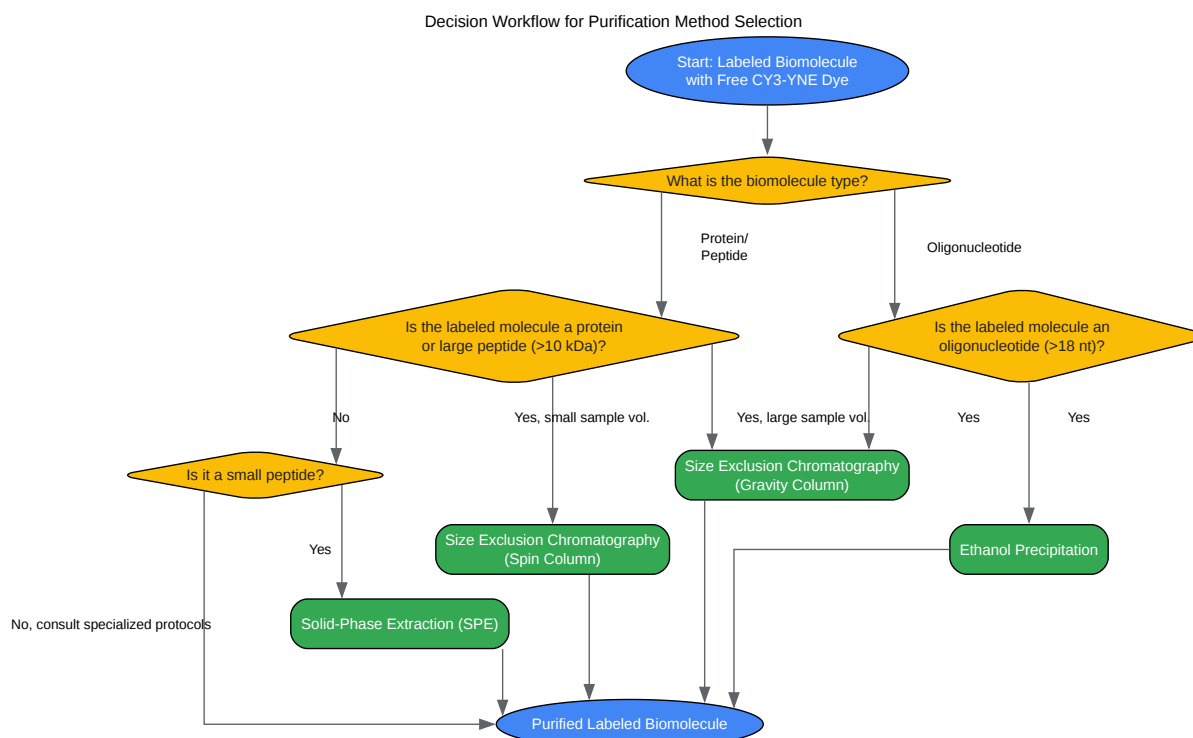 Decision Workflow for Purification Method Selection
Start: Labeled Biomolecule
with Free CY3-YNE Dye
What is the biomolecule type?
Protein/
Peptide
Oligonucleotide
Is the labeled molecule a protein
or large peptide (>10 kDa)?
Is the labeled molecule an
oligonucleotide (>18 nt)?
No
Yes, small sample vol.
Yes, large sample vol.
Yes
Yes
Is it a small peptide?
Size Exclusion Chromatography
(Gravity Column)
Yes
Size Exclusion Chromatography
(Spin Column)
Ethanol Precipitation
No, consult specialized protocols
Solid-Phase Extraction (SPE)
Purified Labeled Biomolecule